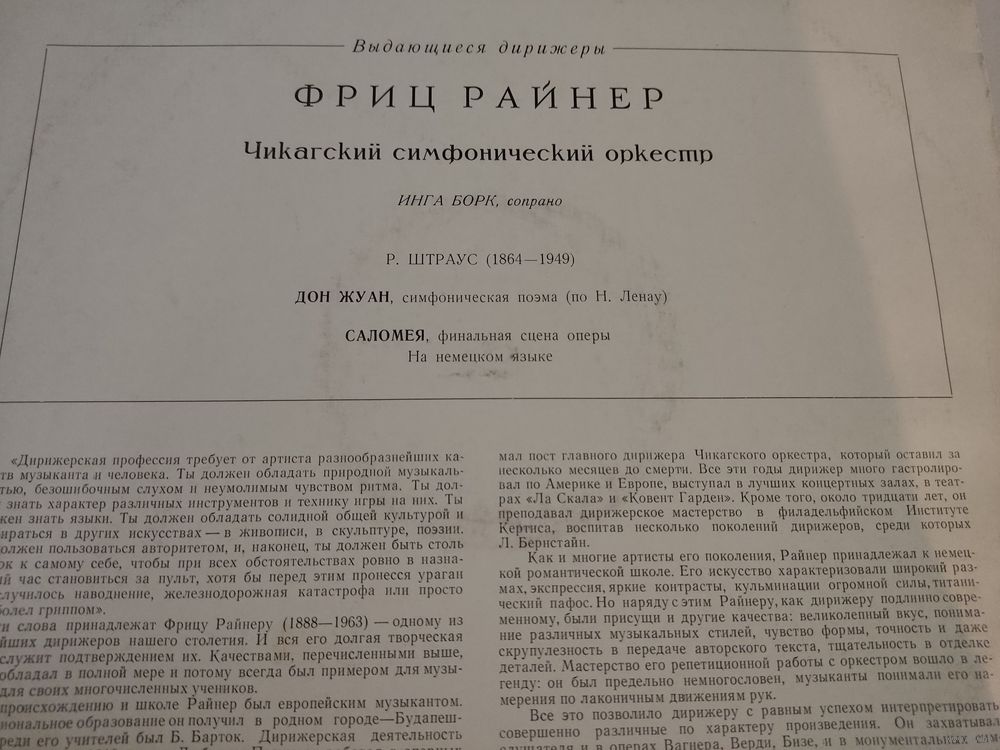 Выдающиеся дирижеры
ФРИЦ РАЙНЕР
Чикагский симфонический оркестр
ИНГА БОРК, сопрано
Р. ШТРАУС (1864—1949)
ДОН ЖУАН, симфоническая поэма (по Н. Ленау)
САЛОМЕЯ, финальная сцена оперы
На немецком языке
«Дирижерская профессия требует от артиста разнообразнейших ка-
тв музыканта и человека. Ты должен обладать природной музыкаль-
тью, безошибочным слухом и неумолимым чувством ритма. Ты дол-
знать характер различных инструментов и технику игры на них. Ты
жен знать языки. Ты должен обладать солидной общей культурой и
ираться в других искусствах — в живописи, в скульптуре, поэзии.
олжен пользоваться авторитетом, и, наконец, ты должен быть столь
ок к самому себе, чтобы при всех обстоятельствах ровно в назна-
ый час становиться за пульт, хотя бы перед этим пронесся ураган
случилось наводнение, железнодорожная катастрофа или просто
болел гриппом».
ти слова принадлежат Фрицу Райнеру (1888—1963) — одному из
йших дирижеров нашего столетия. И вся его долгая творческая
служит подтверждением их. Качествами, перечисленными выше,
обладал в полной мере и потому всегда был примером для музы-
для своих многочисленных учеников.
происхождению и школе Райнер был европейским музыкантом.
иональное образование он получил в родном городе—Будапеш-
реди его учителей был Б. Барток. Дирижерская деятельность
мал пост главного дирижера Чикагского оркестра, который оставил за
несколько месяцев до смерти. Все эти годы дирижер много гастролиро-
вал по Америке и Европе, выступал в лучших концертных залах, в теат-
рах «Ла Скала» и «Ковент Гарден». Кроме того, около тридцати лет, он
преподавал дирижерское мастерство в филадельфийском Институте
Кертиса, воспитав несколько поколений дирижеров, среди которых
Л. Бернстайн.
Как и многие артисты его поколения, Райнер принадлежал к немец-
кой романтической школе. Его искусство характеризовали широкий раз-
мах, экспрессия, яркие контрасты, кульминации огромной силы, титани-
ческий пафос. Но наряду с этим Райнеру, как дирижеру подлинно совре-
менному, были присущи и другие качества: великолепный вкус, понима-
ние различных музыкальных стилей, чувство формы, точность и даже
скрупулезность в передаче авторского текста, тщательность в отделке
деталей. Мастерство его репетиционной работы с оркестром вошло в ле-
генду: он был предельно немногословен, музыканты понимали его на-
мерения по лаконичным движениям рук.
Все это позволило дирижеру с равным успехом интерпретировать
совершенно различные по характеру произведения. Он захватывал
слушателя и в операх Вагнера, Верди, Бизе, и в монументальных